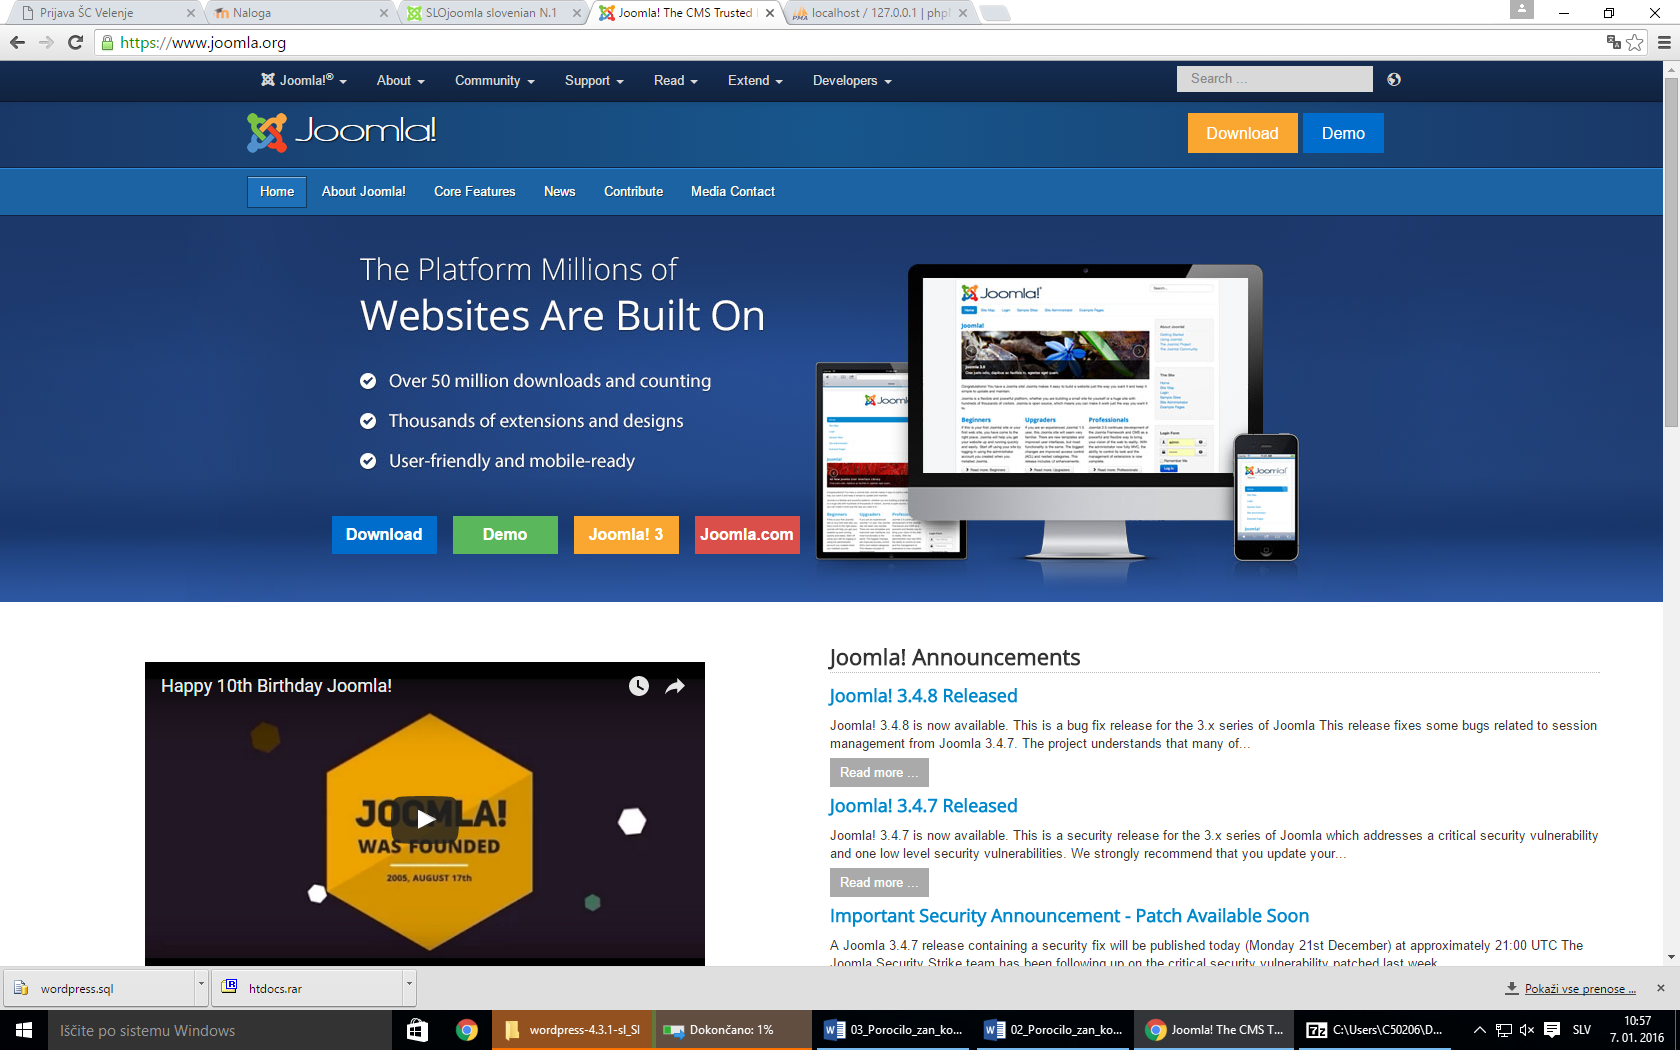 Prijava ŠC Velenje
Naloga
SLOjoomla slovenian N.1
Joomla! The CMS Trusted
localhost / 127.0.0.1 | php
https://www.joomla.org
Joomla!® About Community Support Read Extend Developers
Search ...
Joomla!
Download Demo
Home About Joomla! Core Features News Contribute Media Contact
The Platform Millions of
Websites Are Built On
Over 50 million downloads and counting
Thousands of extensions and designs
User-friendly and mobile-ready
Download Demo Joomla! 3 Joomla.com
Joomla!
Beginners Upgraders Professionals
Happy 10th Birthday Joomla!
JOOMLA!
WAS FOUNDED
2005, AUGUST 17th
Joomla! Announcements
Joomla! 3.4.8 Released
Joomla! 3.4.8 is now available. This is a bug fix release for the 3.x series of Joomla This release fixes some bugs related to session
management from Joomla 3.4.7. The project understands that many of...
Read more ...
Joomla! 3.4.7 Released
Joomla! 3.4.7 is now available. This is a security release for the 3.x series of Joomla which addresses a critical security vulnerability
and one low level security vulnerabilities. We strongly recommend that you update your...
Read more ...
Important Security Announcement - Patch Available Soon
A Joomla 3.4.7 release containing a security fix will be published today (Monday 21st December) at approximately 21:00 UTC The
Joomla Security Strike team has been following up on the critical security vulnerability patched last week
wordpress.sql
htdocs.rar
Pokaži vse prenose ...
Iščite po sistemu Windows
wordpress-4.3.1-sl_SI
Dokončano: 1%
03_Porocilo_zan_ko...
02_Porocilo_zan_ko...
Joomla! The CMS T...
C:\Users\C50206\D...
SLV
10:57
7. 01. 2016